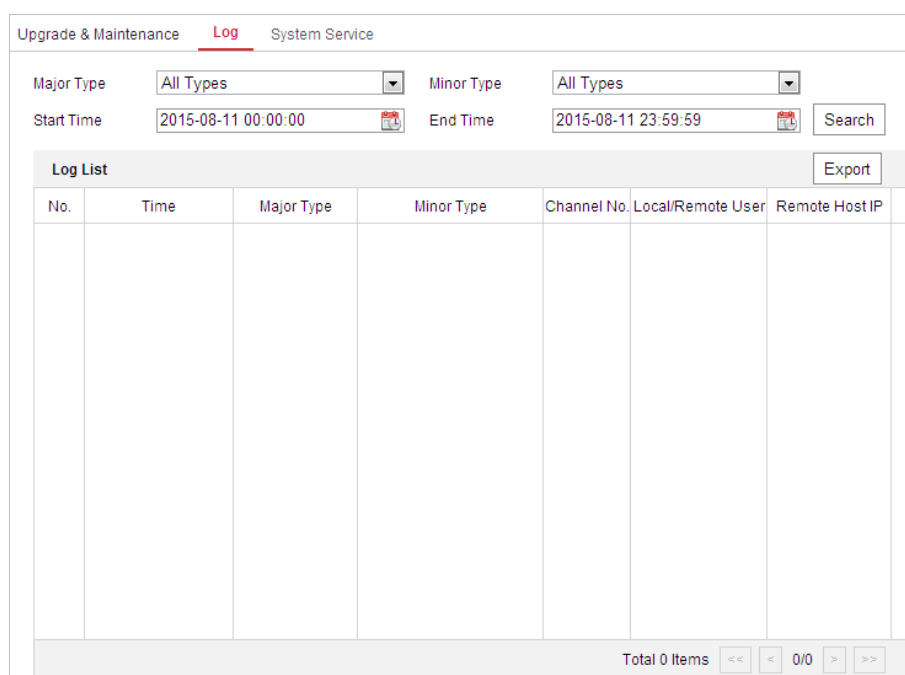 Upgrade & Maintenance Log System Service
Major Type All Types Minor Type All Types
Start Time 2015-08-11 00:00:00 End Time 2015-08-11 23:59:59 Search
Log List Export
No. Time Major Type Minor Type Channel No. Local/Remote User Remote Host IP
Total 0 Items << < 0/0 > >>